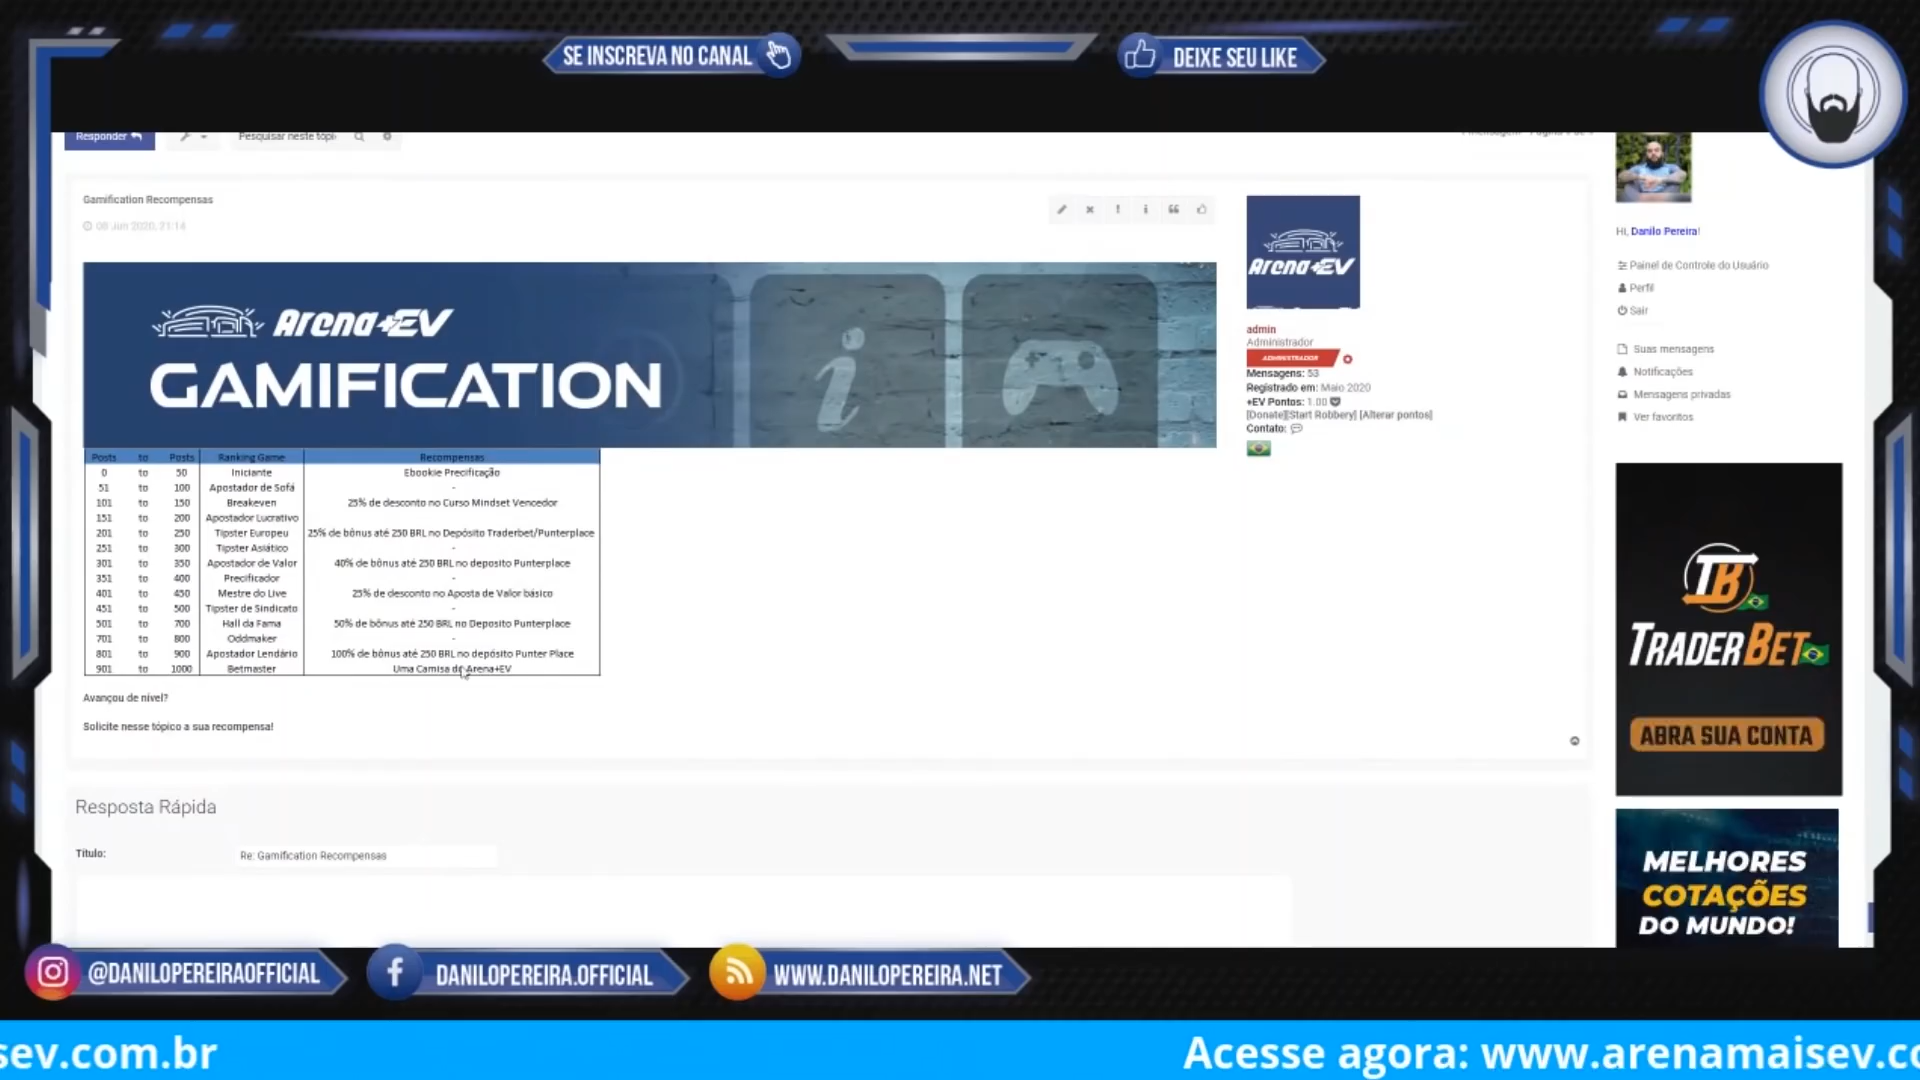 SE INSCREVA NO CANAL
DEIXE SEU LIKE
Responder
Pesquisar neste tópi
Gamification Recompensas
08 Jun 2020, 21:14
Arena+EV
GAMIFICATION
Posts to Posts Ranking Game Recompensas
0 to 50 Iniciante Ebookie Precificação
51 to 100 Apostador de Sofá -
101 to 150 Breakeven 25% de desconto no Curso Mindset Vencedor
151 to 200 Apostador Lucrativo
201 to 250 Tipster Europeu 25% de bônus até 250 BRL no Depósito Traderbet/Punterplace
251 to 300 Tipster Asiático -
301 to 350 Apostador de Valor 40% de bônus até 250 BRL no deposito Punterplace
351 to 400 Precificador -
401 to 450 Mestre do Live 25% de desconto no Aposta de Valor básico
451 to 500 Tipster de Sindicato -
501 to 700 Hall da Fama 50% de bônus até 250 BRL no Deposito Punterplace
701 to 800 Oddmaker -
801 to 900 Apostador Lendário 100% de bônus até 250 BRL no depósito Punter Place
901 to 1000 Betmaster Uma Camisa da Arena+EV
Avançou de nível?
Solicite nesse tópico a sua recompensa!
Arena+EV
admin
Administrador
ADMINISTRADOR
Mensagens: 53
Registrado em: Maio 2020
+EV Pontos: 1.00
[Donate][Start Robbery] [Alterar pontos]
Contato:
Hi, Danilo Pereira!
Painel de Controle do Usuário
Perfil
Sair
Suas mensagens
Notificações
Mensagens privadas
Ver favoritos
TB
TRADERBET
ABRA SUA CONTA
MELHORES
COTAÇÕES
DO MUNDO!
Resposta Rápida
Título: Re: Gamification Recompensas
@DANILOPEREIRAOFFICIAL
DANILOPEREIRA.OFFICIAL
WWW.DANILOPEREIRA.NET
sev.com.br
Acesse agora: www.arenamaisev.co